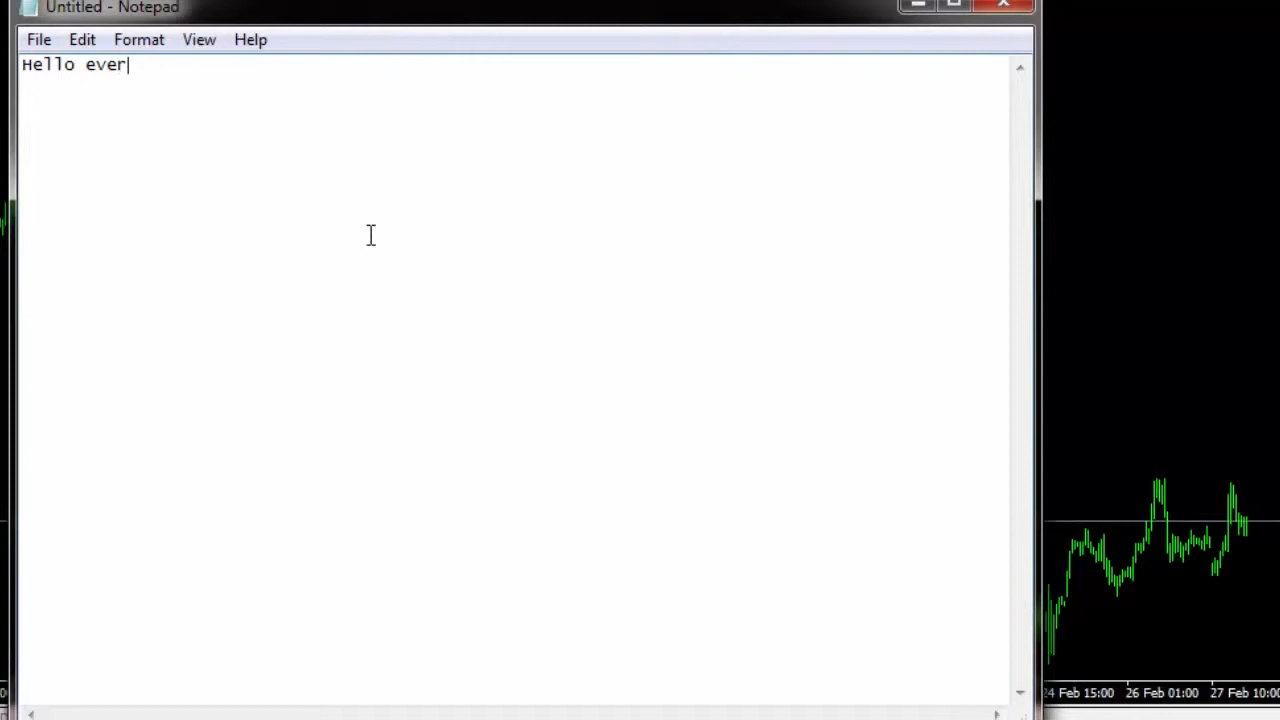 Untitled - Notepad
File Edit Format View Help
Hello ever
24 Feb 15:00 26 Feb 01:00 27 Feb 10:00